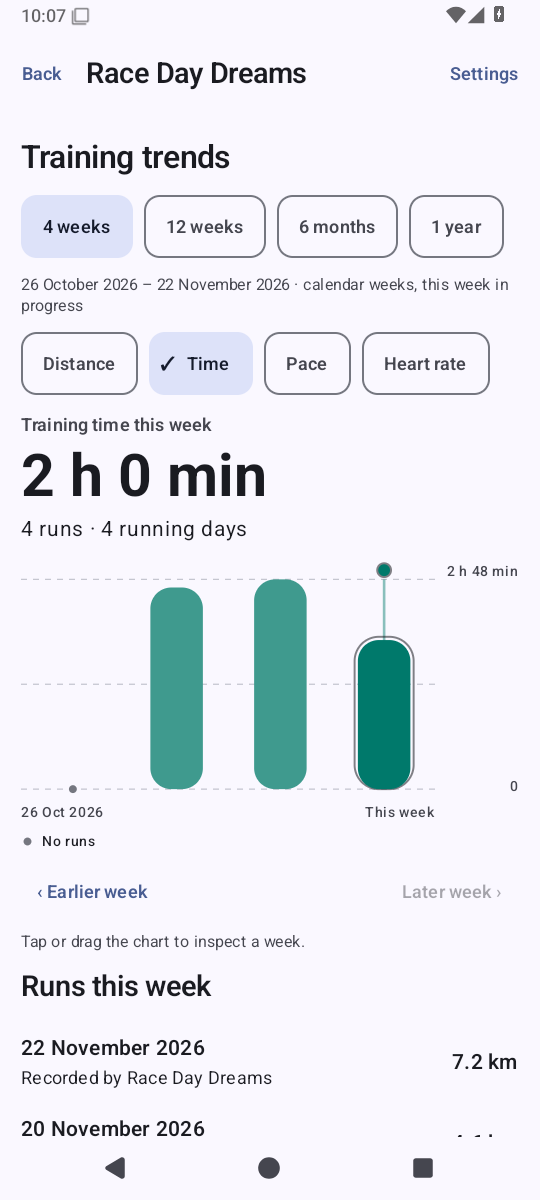 10:07
Back Race Day Dreams Settings
Training trends
4 weeks 12 weeks 6 months 1 year
26 October 2026 – 22 November 2026 · calendar weeks, this week in
progress
Distance ✓ Time Pace Heart rate
Training time this week
2 h 0 min
4 runs · 4 running days
2 h 48 min
0
26 Oct 2026 This week
No runs
‹ Earlier week Later week ›
Tap or drag the chart to inspect a week.
Runs this week
22 November 2026
7.2 km
Recorded by Race Day Dreams
20 November 2026